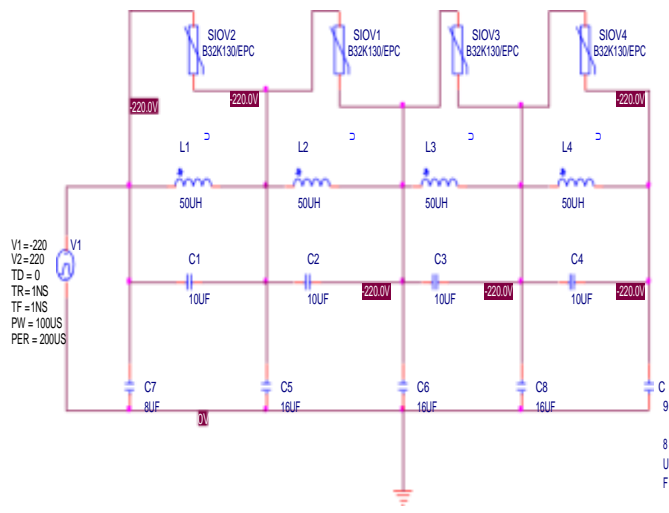 SIOV2
B32K130/EPC
SIOV1
B32K130/EPC
SIOV3
B32K130/EPC
SIOV4
B32K130/EPC
-220.0V
-220.0V
L1
L2
L3
L4
50UH
50UH
50UH
50UH
V1 = -220
V2 = 220
TD = 0
TR = 1NS
TF = 1NS
PW = 100US
PER = 200US
V1
C1
C2
C3
C4
10UF
10UF
-220.0V
10UF
-220.0V
10UF
-220.0V
C7
8UF
C5
16UF
C6
16UF
C8
16UF
C
9
8
U
F
0V